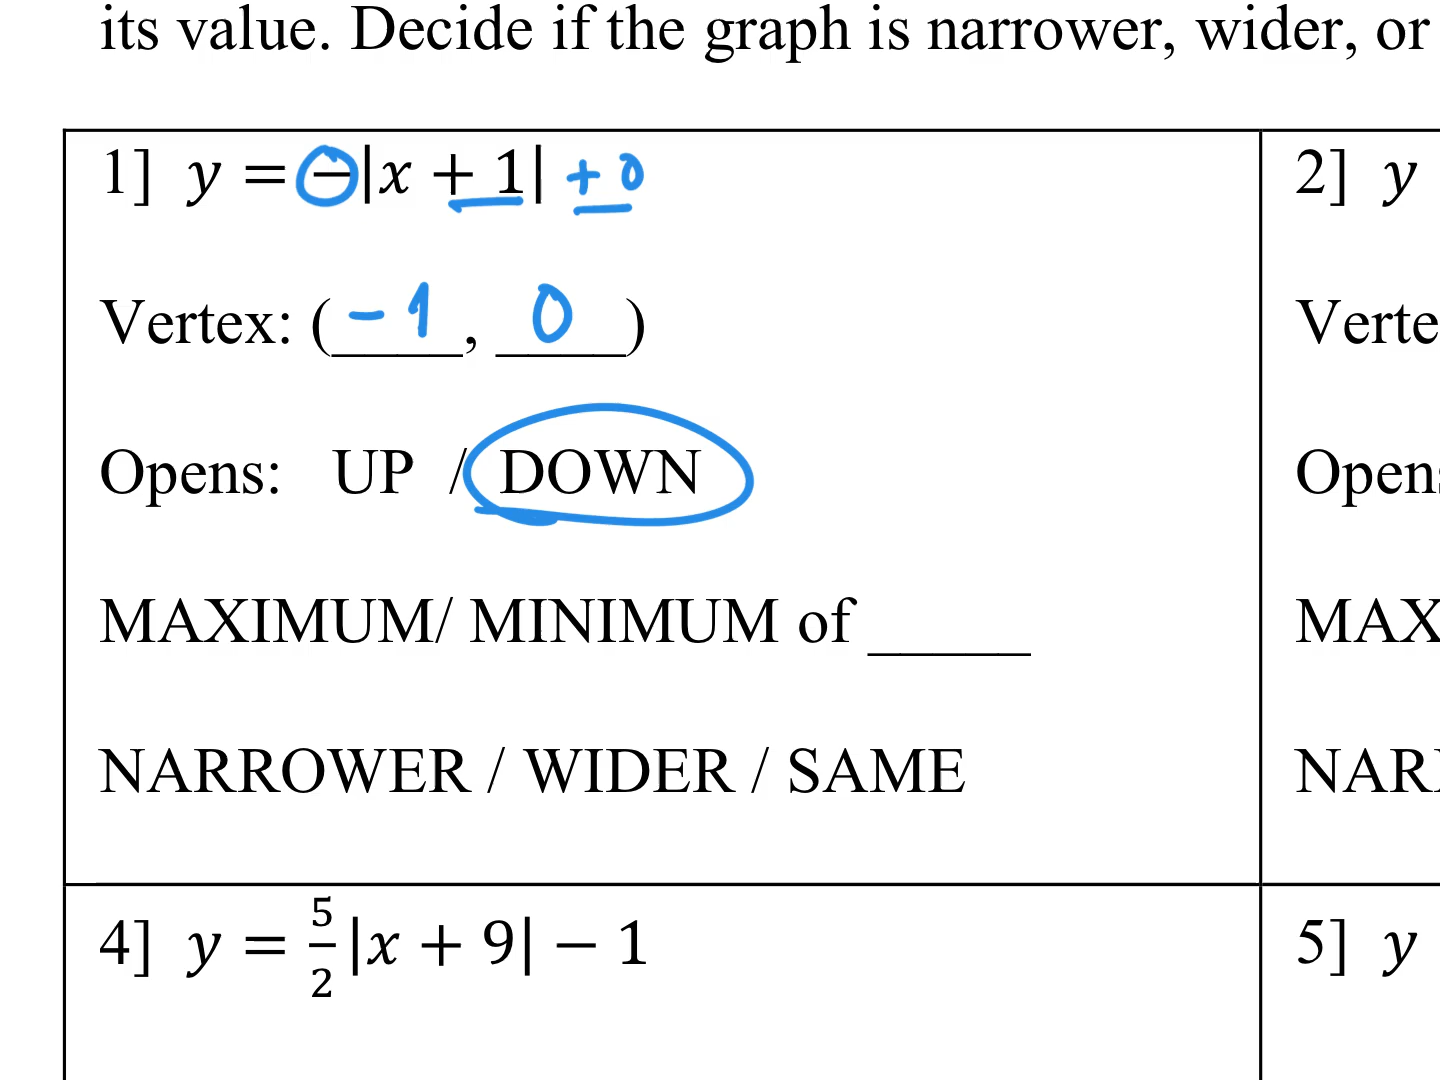 its value. Decide if the graph is narrower, wider, or
1] y = −|x + 1| + 0
2] y
Vertex: (-1, 0)
Verte
Opens: UP / DOWN
Opens
MAXIMUM/ MINIMUM of _____
MAX
NARROWER / WIDER / SAME
NAR
4] y = 5/2|x + 9| − 1
5] y